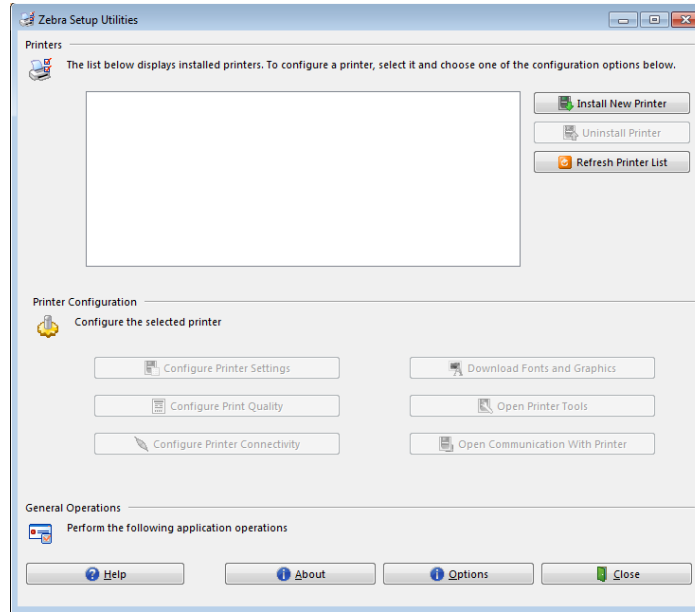 Zebra Setup Utilities
Printers
The list below displays installed printers. To configure a printer, select it and choose one of the configuration options below.
Install New Printer
Uninstall Printer
Refresh Printer List
Printer Configuration
Configure the selected printer
Configure Printer Settings
Download Fonts and Graphics
Configure Print Quality
Open Printer Tools
Configure Printer Connectivity
Open Communication With Printer
General Operations
Perform the following application operations
Help
About
Options
Close